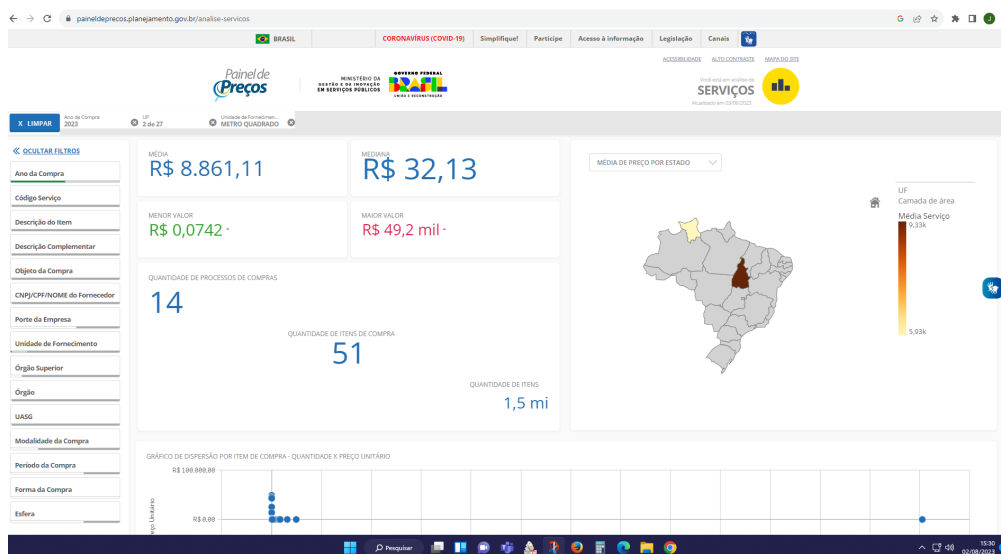 paineldeprecos.planejamento.gov.br/analise-servicos
BRASIL
CORONAVÍRUS (COVID-19)
Simplifique!
Participe
Acesso à informação
Legislação
Canais
ACESSIBILIDADE
ALTO CONTRASTE
MAPA DO SITE
Painel de
Preços
MINISTÉRIO DA
GESTÃO E DA INOVAÇÃO
EM SERVIÇOS PÚBLICOS
GOVERNO FEDERAL
BRASIL
UNIÃO E RECONSTRUÇÃO
Você está em análise de
SERVIÇOS
Atualizado em 03/08/2023
X LIMPAR
Ano da Compra
2023
UF
2 de 27
Unidade de Fornecimen...
METRO QUADRADO
OCULTAR FILTROS
Ano da Compra
Código Serviço
Descrição do Item
Descrição Complementar
Objeto da Compra
CNPJ/CPF/NOME do Fornecedor
Porte da Empresa
Unidade de Fornecimento
Órgão Superior
Órgão
UASG
Modalidade da Compra
Período da Compra
Forma da Compra
Esfera
MÉDIA
R$ 8.861,11
MEDIANA
R$ 32,13
MENOR VALOR
R$ 0,0742
MAIOR VALOR
R$ 49,2 mil
QUANTIDADE DE PROCESSOS DE COMPRAS
14
QUANTIDADE DE ITENS DE COMPRA
51
QUANTIDADE DE ITENS
1,5 mi
MÉDIA DE PREÇO POR ESTADO
UF
Camada de área
Média Serviço
9,33k
5,93k
GRÁFICO DE DISPERSÃO POR ITEM DE COMPRA - QUANTIDADE X PREÇO UNITÁRIO
R$ 100.000,00
R$ 0,00
Pesquisar
15:30
02/08/2023